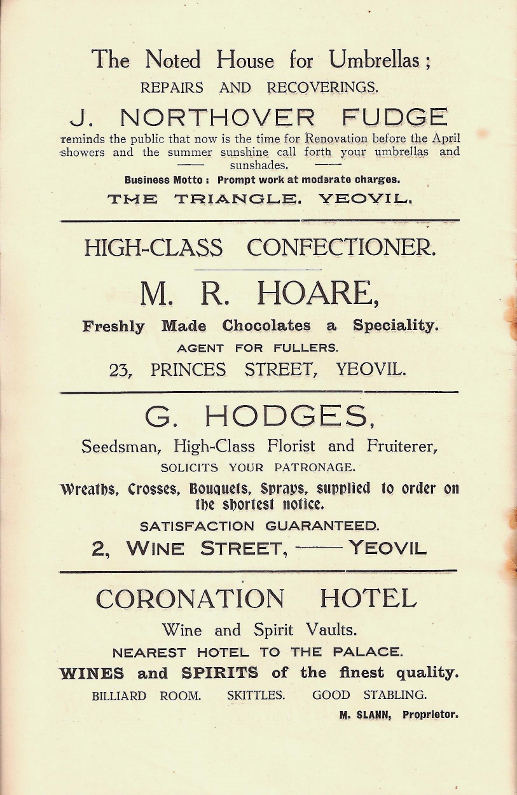 The Noted House for Umbrellas ;
REPAIRS AND RECOVERINGS.
J. NORTHOVER FUDGE
reminds the public that now is the time for Renovation before the April
showers and the summer sunshine call forth your umbrellas and
sunshades.
Business Motto : Prompt work at moderate charges.
THE TRIANGLE. YEOVIL.
HIGH-CLASS CONFECTIONER.
M. R. HOARE,
Freshly Made Chocolates a Speciality.
AGENT FOR FULLERS.
23, PRINCES STREET, YEOVIL.
G. HODGES,
Seedsman, High-Class Florist and Fruiterer,
SOLICITS YOUR PATRONAGE.
Wreaths, Crosses, Bouquets, Sprays, supplied to order on
the shortest notice.
SATISFACTION GUARANTEED.
2, WINE STREET, —— YEOVIL
CORONATION HOTEL
Wine and Spirit Vaults.
NEAREST HOTEL TO THE PALACE.
WINES and SPIRITS of the finest quality.
BILLIARD ROOM. SKITTLES. GOOD STABLING.
M. SLANN, Proprietor.